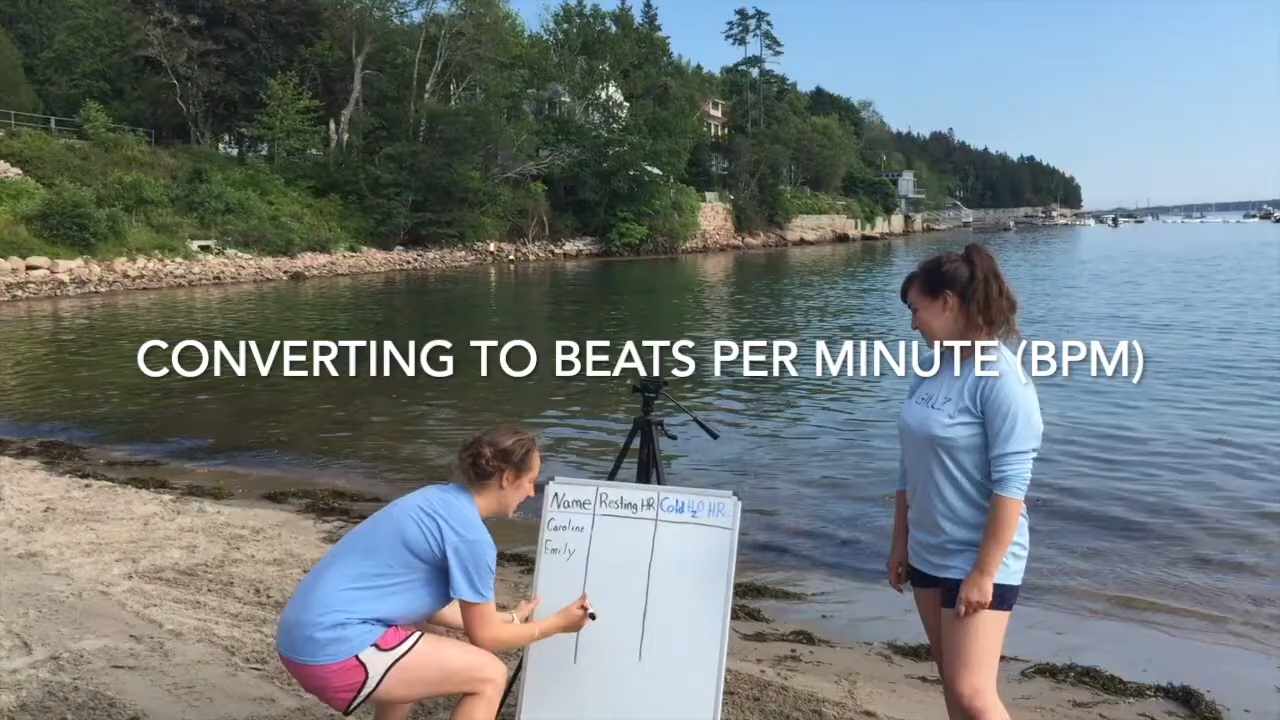 CONVERTING TO BEATS PER MINUTE (BPM)
Name Resting HR Cold H2O HR
Caroline
Emily